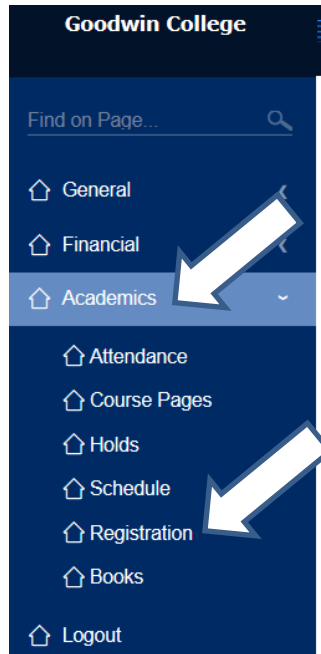 Goodwin College
Find on Page...
General
Financial
Academics
Attendance
Course Pages
Holds
Schedule
Registration
Books
Logout